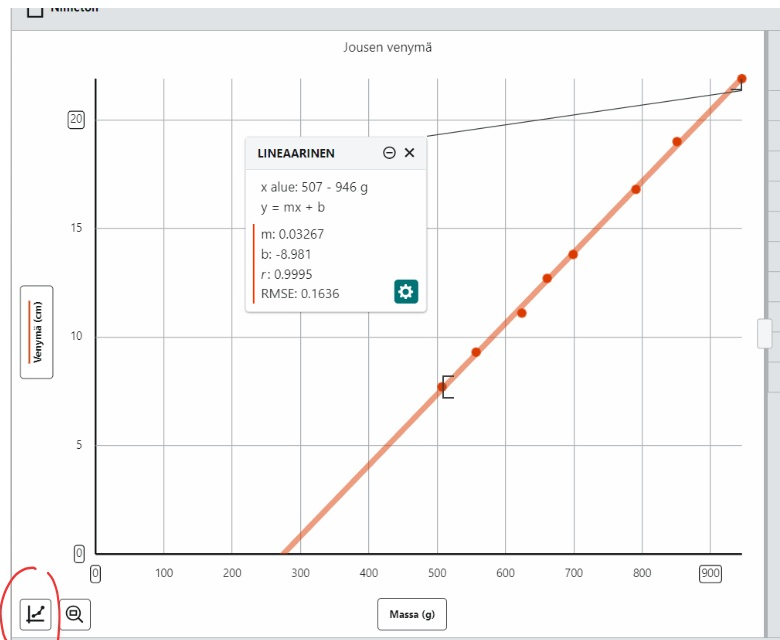 Nimetön
Jousen venymä
20
15
10
5
0
Venymä (cm)
LINEAARINEN
x alue: 507 - 946 g
y = mx + b
m: 0.03267
b: -8.981
r: 0.9995
RMSE: 0.1636
0 100 200 300 400 500 600 700 800 900
Massa (g)